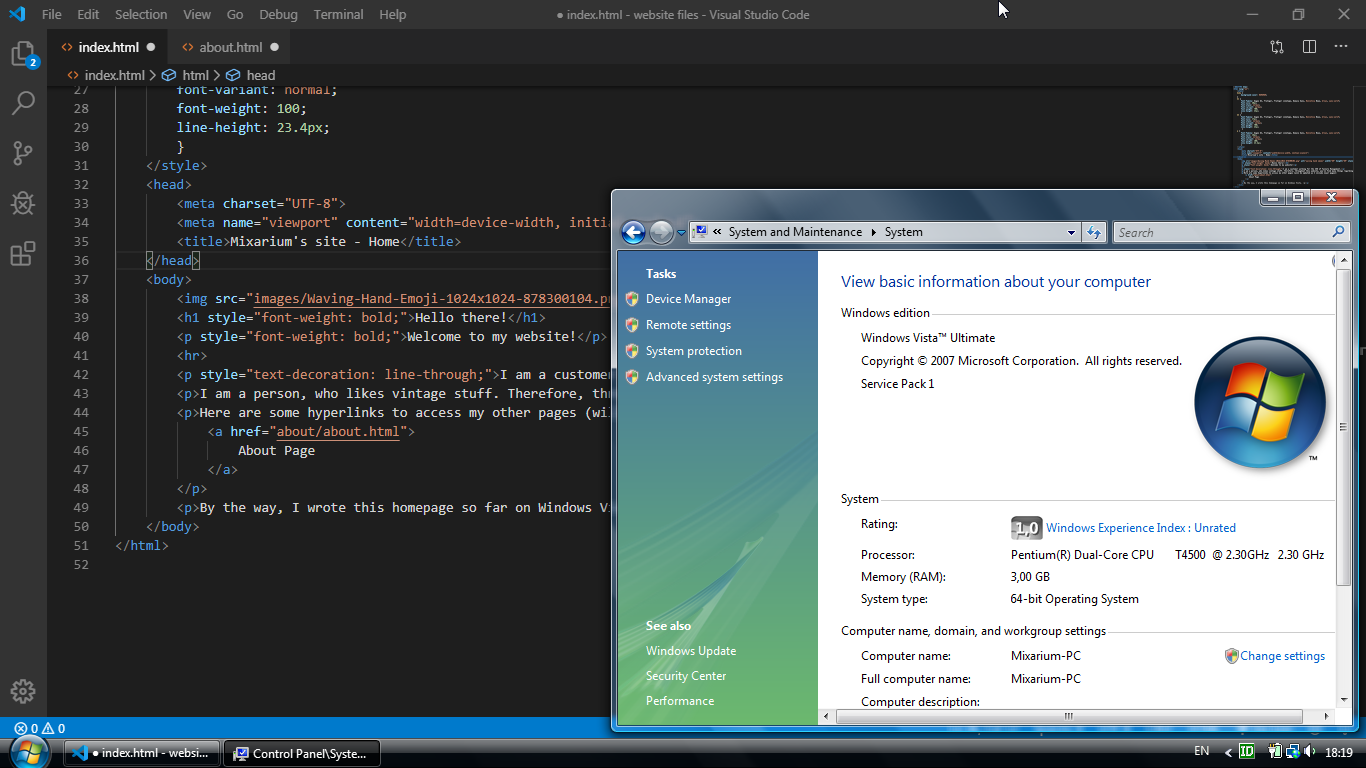 File Edit Selection View Go Debug Terminal Help
● index.html - website files - Visual Studio Code
index.html ● about.html ●
index.html > html > head
2
27 font-variant: normal;
28 font-weight: 100;
29 line-height: 23.4px;
30 }
31 </style>
32 <head>
33 <meta charset="UTF-8">
34 <meta name="viewport" content="width=device-width, initia
35 <title>Mixarium's site - Home</title>
36 </head>
37 <body>
38 <img src="images/Waving-Hand-Emoji-1024x1024-878300104.pn
39 <h1 style="font-weight: bold;">Hello there!</h1>
40 <p style="font-weight: bold;">Welcome to my website!</p>
41 <hr>
42 <p style="text-decoration: line-through;">I am a custome
43 <p>I am a person, who likes vintage stuff. Therefore, th
44 <p>Here are some hyperlinks to access my other pages (wi
45 <a href="about/about.html">
46 About Page
47 </a>
48 </p>
49 <p>By the way, I wrote this homepage so far on Windows Vi
50 </body>
51 </html>
52
0 0
« System and Maintenance ▸ System
Search
Tasks
Device Manager
Remote settings
System protection
Advanced system settings
See also
Windows Update
Security Center
Performance
View basic information about your computer
Windows edition
Windows Vista™ Ultimate
Copyright © 2007 Microsoft Corporation. All rights reserved.
Service Pack 1
TM
System
Rating: 1,0 Windows Experience Index : Unrated
Processor: Pentium(R) Dual-Core CPU T4500 @ 2.30GHz 2.30 GHz
Memory (RAM): 3,00 GB
System type: 64-bit Operating System
Computer name, domain, and workgroup settings
Computer name: Mixarium-PC Change settings
Full computer name: Mixarium-PC
Computer description:
● index.html - websi...
Control Panel\Syste...
EN
ID
18:19